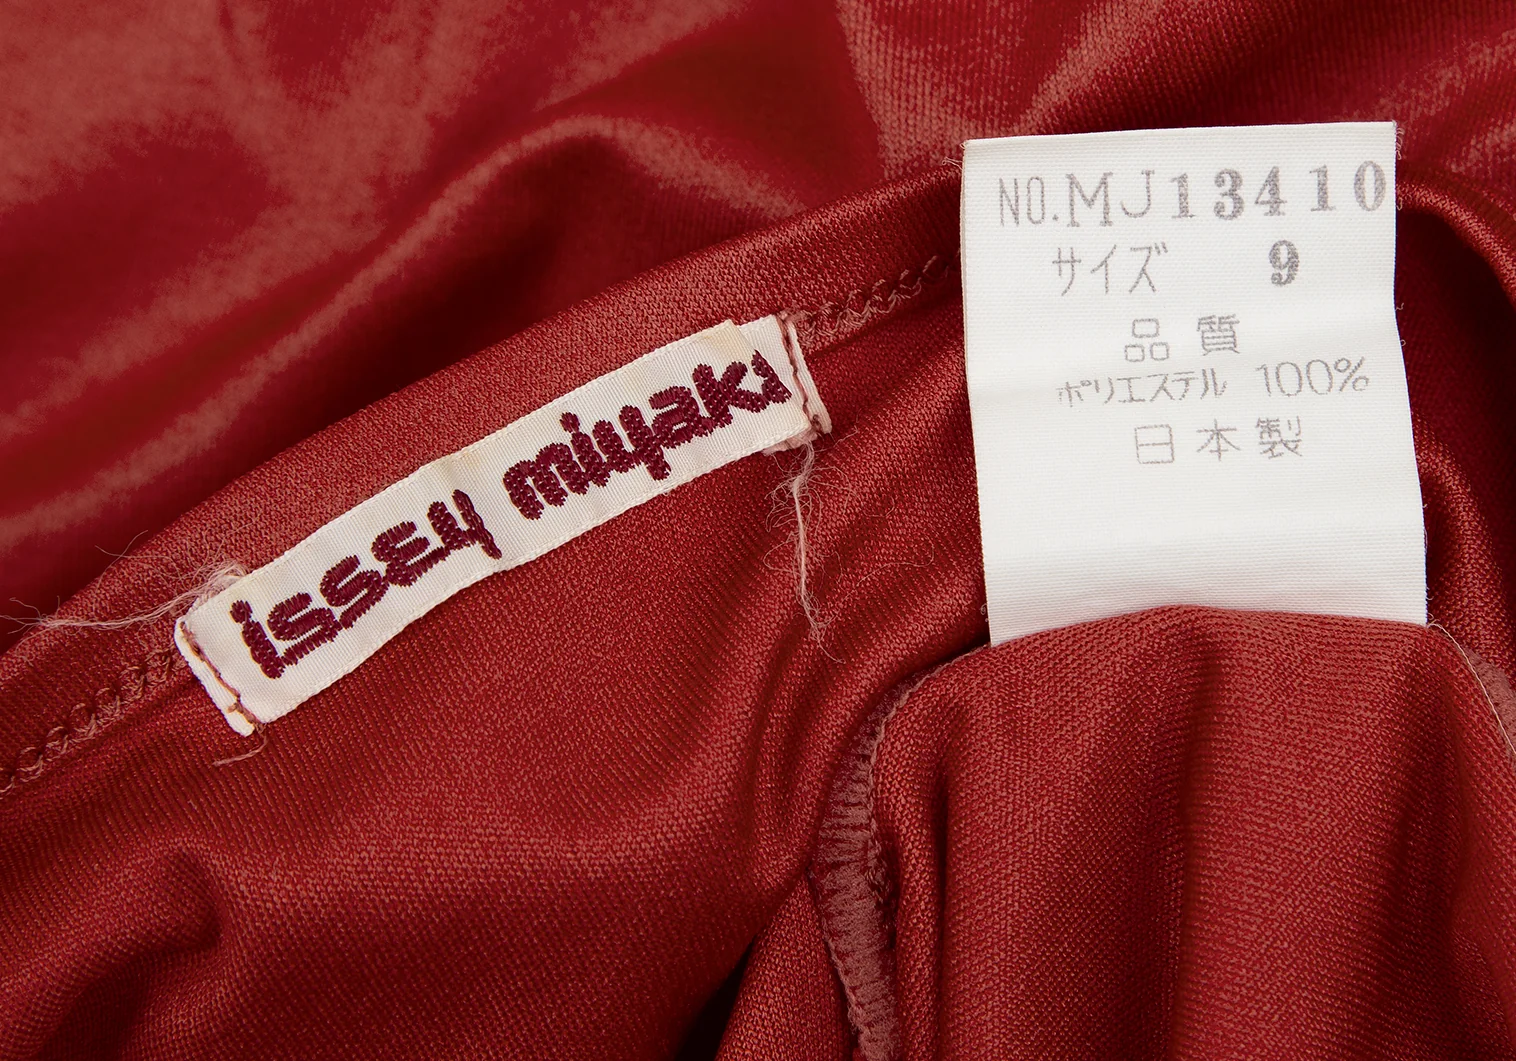 issey miyake
NO.MJ13410
サイズ 9
品質
ポリエステル 100%
日本製